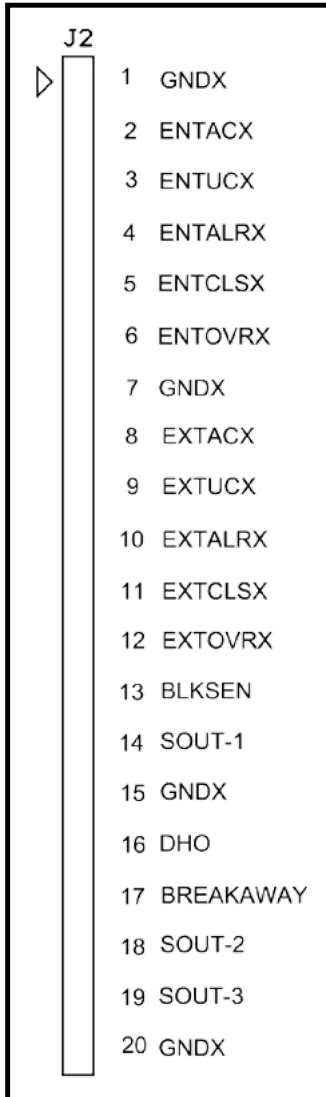 J2
1 GNDX
2 ENTACX
3 ENTUCX
4 ENTALRX
5 ENTCLSX
6 ENTOVRX
7 GNDX
8 EXTACX
9 EXTUCX
10 EXTALRX
11 EXTCLSX
12 EXTOVRX
13 BLKSEN
14 SOUT-1
15 GNDX
16 DHO
17 BREAKAWAY
18 SOUT-2
19 SOUT-3
20 GNDX